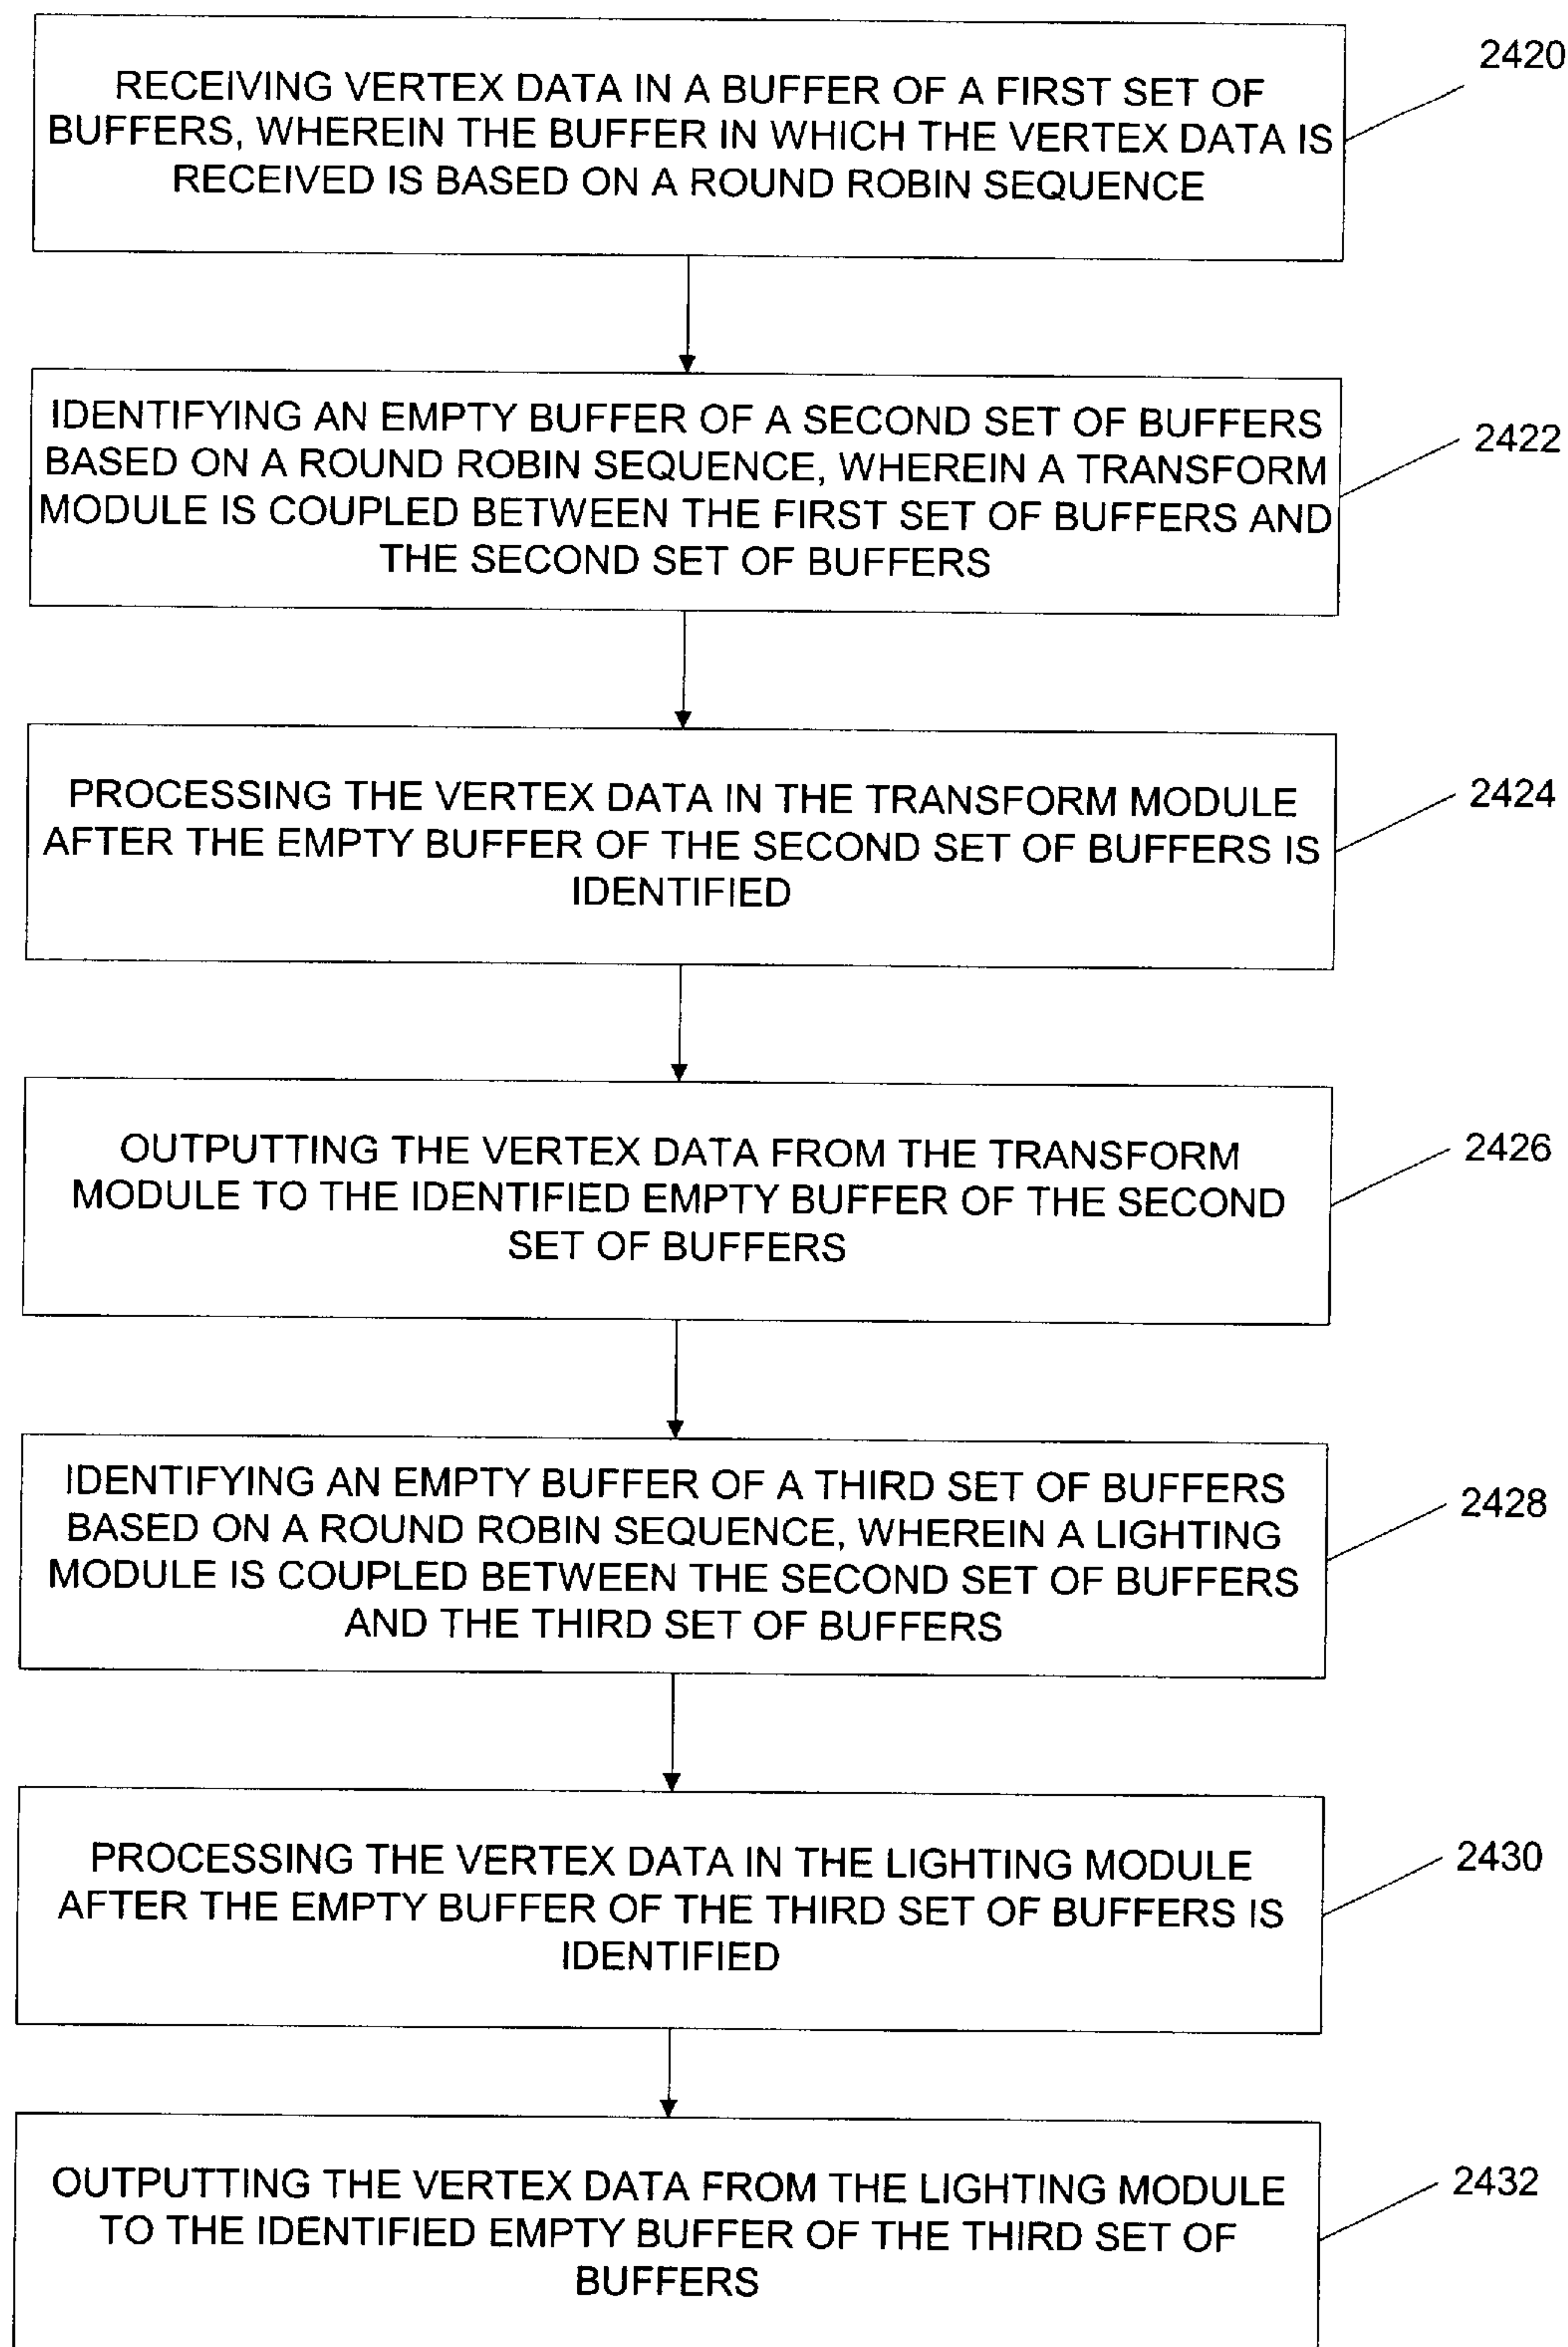 RECEIVING VERTEX DATA IN A BUFFER OF A FIRST SET OF
BUFFERS, WHEREIN THE BUFFER IN WHICH THE VERTEX DATA IS
RECEIVED IS BASED ON A ROUND ROBIN SEQUENCE
2420
IDENTIFYING AN EMPTY BUFFER OF A SECOND SET OF BUFFERS
BASED ON A ROUND ROBIN SEQUENCE, WHEREIN A TRANSFORM
MODULE IS COUPLED BETWEEN THE FIRST SET OF BUFFERS AND
THE SECOND SET OF BUFFERS
2422
PROCESSING THE VERTEX DATA IN THE TRANSFORM MODULE
AFTER THE EMPTY BUFFER OF THE SECOND SET OF BUFFERS IS
IDENTIFIED
2424
OUTPUTTING THE VERTEX DATA FROM THE TRANSFORM
MODULE TO THE IDENTIFIED EMPTY BUFFER OF THE SECOND
SET OF BUFFERS
2426
IDENTIFYING AN EMPTY BUFFER OF A THIRD SET OF BUFFERS
BASED ON A ROUND ROBIN SEQUENCE, WHEREIN A LIGHTING
MODULE IS COUPLED BETWEEN THE SECOND SET OF BUFFERS
AND THE THIRD SET OF BUFFERS
2428
PROCESSING THE VERTEX DATA IN THE LIGHTING MODULE
AFTER THE EMPTY BUFFER OF THE THIRD SET OF BUFFERS IS
IDENTIFIED
2430
OUTPUTTING THE VERTEX DATA FROM THE LIGHTING MODULE
TO THE IDENTIFIED EMPTY BUFFER OF THE THIRD SET OF
BUFFERS
2432